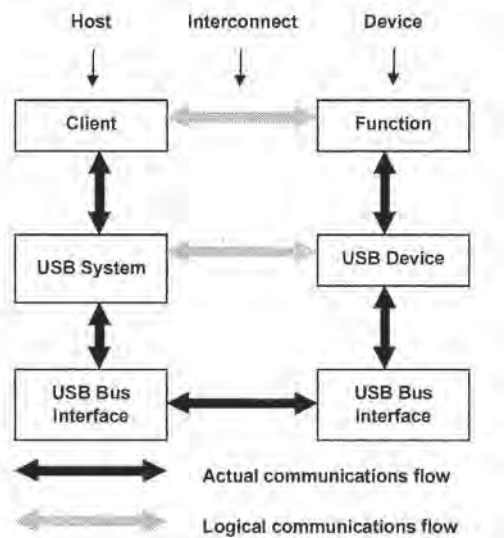 Host Interconnect Device
Client Function
USB System USB Device
USB Bus USB Bus
Interface Interface
Actual communications flow
Logical communications flow